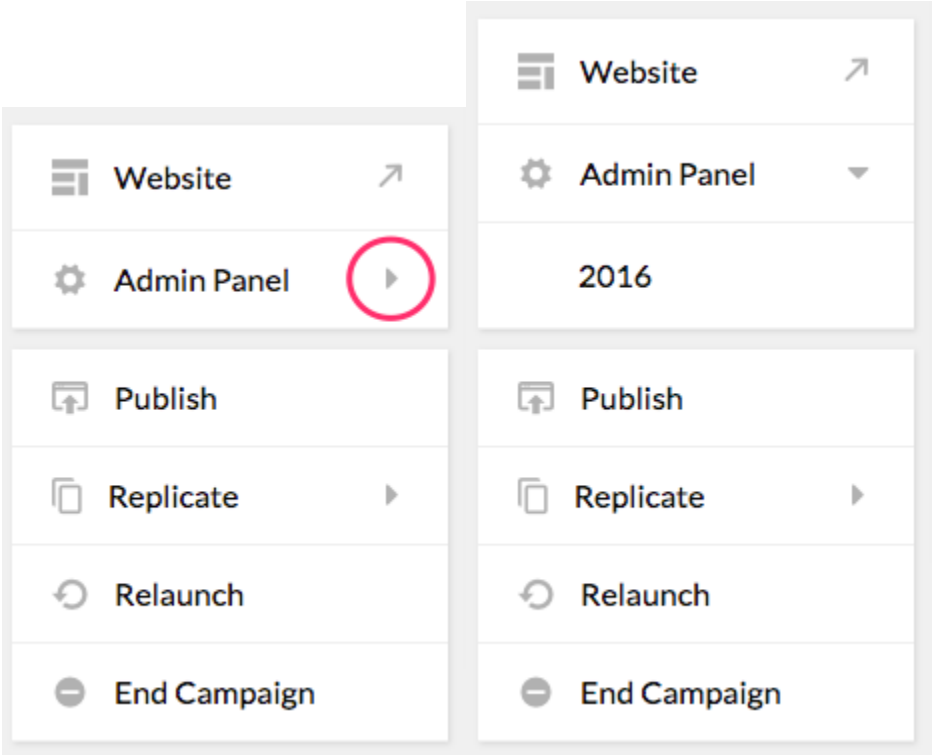 Website
Admin Panel
Publish
Replicate
Relaunch
End Campaign
Website
Admin Panel
2016
Publish
Replicate
Relaunch
End Campaign